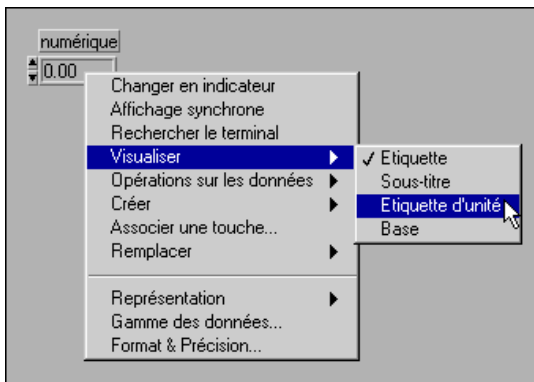 numérique
0.00
Changer en indicateur
Affichage synchrone
Rechercher le terminal
Visualiser
Opérations sur les données
Créer
Associer une touche...
Remplacer
Représentation
Gamme des données...
Format & Précision...
Etiquette
Sous-titre
Etiquette d'unité
Base